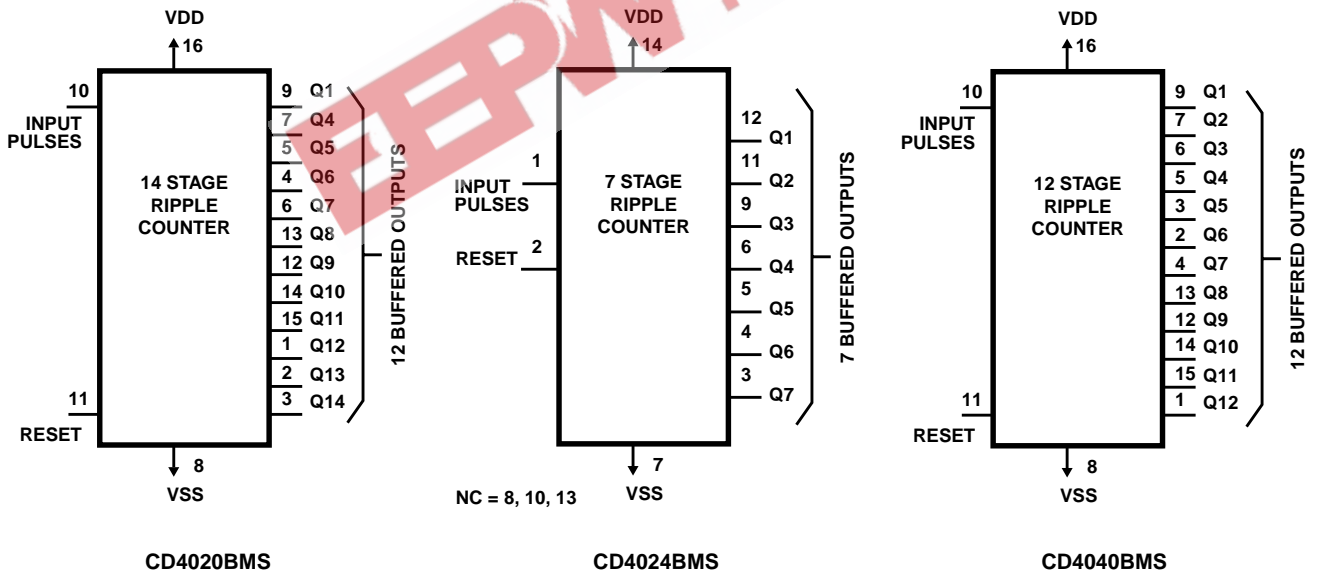 VDD
16
10
INPUT
PULSES
14 STAGE
RIPPLE
COUNTER
9 Q1
7 Q4
5 Q5
4 Q6
6 Q7
13 Q8
12 Q9
14 Q10
15 Q11
1 Q12
2 Q13
3 Q14
12 BUFFERED OUTPUTS
11
RESET
8
VSS
CD4020BMS
VDD
14
1
INPUT
PULSES
2
RESET
7 STAGE
RIPPLE
COUNTER
12
Q1
11
Q2
9
Q3
6
Q4
5
Q5
4
Q6
3
Q7
7 BUFFERED OUTPUTS
7
VSS
NC = 8, 10, 13
CD4024BMS
VDD
16
10
INPUT
PULSES
12 STAGE
RIPPLE
COUNTER
9 Q1
7 Q2
6 Q3
5 Q4
3 Q5
2 Q6
4 Q7
13 Q8
12 Q9
14 Q10
15 Q11
1 Q12
12 BUFFERED OUTPUTS
11
RESET
8
VSS
CD4040BMS
EEPW